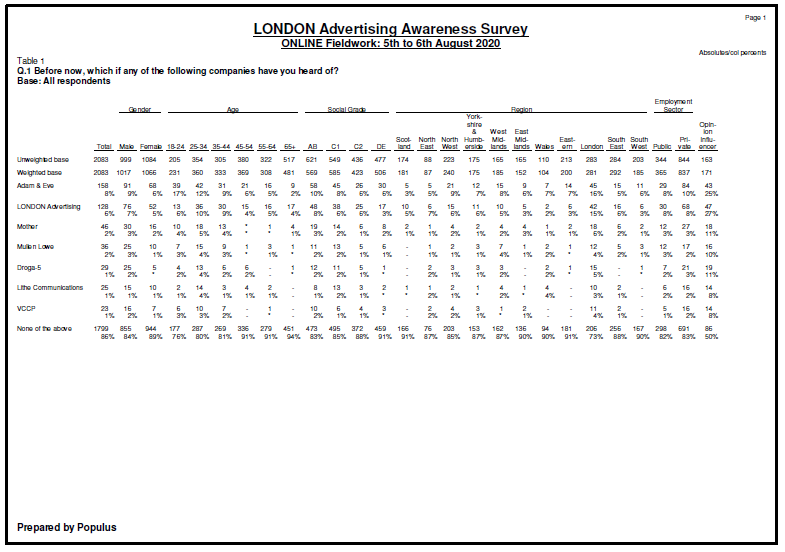 Page 1
LONDON Advertising Awareness Survey
ONLINE Fieldwork: 5th to 6th August 2020
Absolutes/col percents
Table 1
Q.1 Before now, which if any of the following companies have you heard of?
Base: All respondents
Employment
Gender Age Social Grade Region Sector
York-
shire Opin-
& West East ion
Scot- North North Humb- Mid- Mid- East- South South Pri- Influ-
Total Male Female 18-24 25-34 35-44 45-54 55-64 65+ AB C1 C2 DE land East West erside lands lands Wales ern London East West Public vate encer
Unweighted base 2083 999 1084 205 354 305 380 322 517 621 549 436 477 174 88 223 175 165 165 110 213 283 284 203 344 844 163
Weighted base 2083 1017 1066 231 360 333 369 308 481 569 585 423 506 181 87 240 175 185 152 104 200 281 292 185 365 837 171
Adam & Eve 158 91 68 39 42 31 21 16 9 58 45 26 30 5 5 21 12 15 9 7 14 45 15 11 29 84 43
8% 9% 6% 17% 12% 9% 6% 5% 2% 10% 8% 6% 6% 3% 5% 9% 7% 8% 6% 7% 7% 16% 5% 6% 8% 10% 25%
LONDON Advertising 128 76 52 13 36 30 15 16 17 48 38 25 17 10 6 15 11 10 5 2 6 42 16 6 30 68 47
6% 7% 5% 6% 10% 9% 4% 5% 4% 8% 6% 6% 3% 5% 7% 6% 6% 5% 3% 2% 3% 15% 6% 3% 8% 8% 27%
Mother 46 30 16 10 18 13 * 1 4 19 14 6 8 2 1 4 2 4 4 1 2 18 6 2 12 27 18
2% 3% 2% 4% 5% 4% * * 1% 3% 2% 1% 2% 1% 1% 2% 1% 2% 3% 1% 1% 6% 2% 1% 3% 3% 11%
Mullen Lowe 36 25 10 7 15 9 1 3 1 11 13 5 6 - 1 2 3 7 1 2 1 12 5 3 12 17 16
2% 3% 1% 3% 4% 3% * 1% * 2% 2% 1% 1% - 1% 1% 1% 4% 1% 2% * 4% 2% 1% 3% 2% 10%
Droga-5 29 25 5 4 13 6 6 - 1 12 11 5 1 - 2 3 3 3 - 2 1 15 - 1 7 21 19
1% 2% * 2% 4% 2% 2% - * 2% 2% 1% * - 2% 1% 2% 2% - 2% * 5% - * 2% 3% 11%
Lithe Communications 25 15 10 2 14 3 4 2 - 8 13 3 2 1 1 2 1 4 1 4 - 10 2 - 6 16 14
1% 1% 1% 1% 4% 1% 1% 1% - 1% 2% 1% * * 2% 1% * 2% * 4% - 3% 1% - 2% 2% 8%
VCCP 23 16 7 6 10 7 - 1 - 10 6 4 3 - 2 4 3 1 2 - - 11 1 - 5 16 14
1% 2% 1% 3% 3% 2% - * - 2% 1% 1% * - 2% 2% 1% * 1% - - 4% 1% - 1% 2% 8%
None of the above 1799 855 944 177 287 269 336 279 451 473 495 372 459 166 76 203 153 162 136 94 181 206 256 167 298 691 86
86% 84% 89% 76% 80% 81% 91% 91% 94% 83% 85% 88% 91% 91% 87% 85% 87% 87% 90% 90% 91% 73% 88% 90% 82% 83% 50%
Prepared by Populus